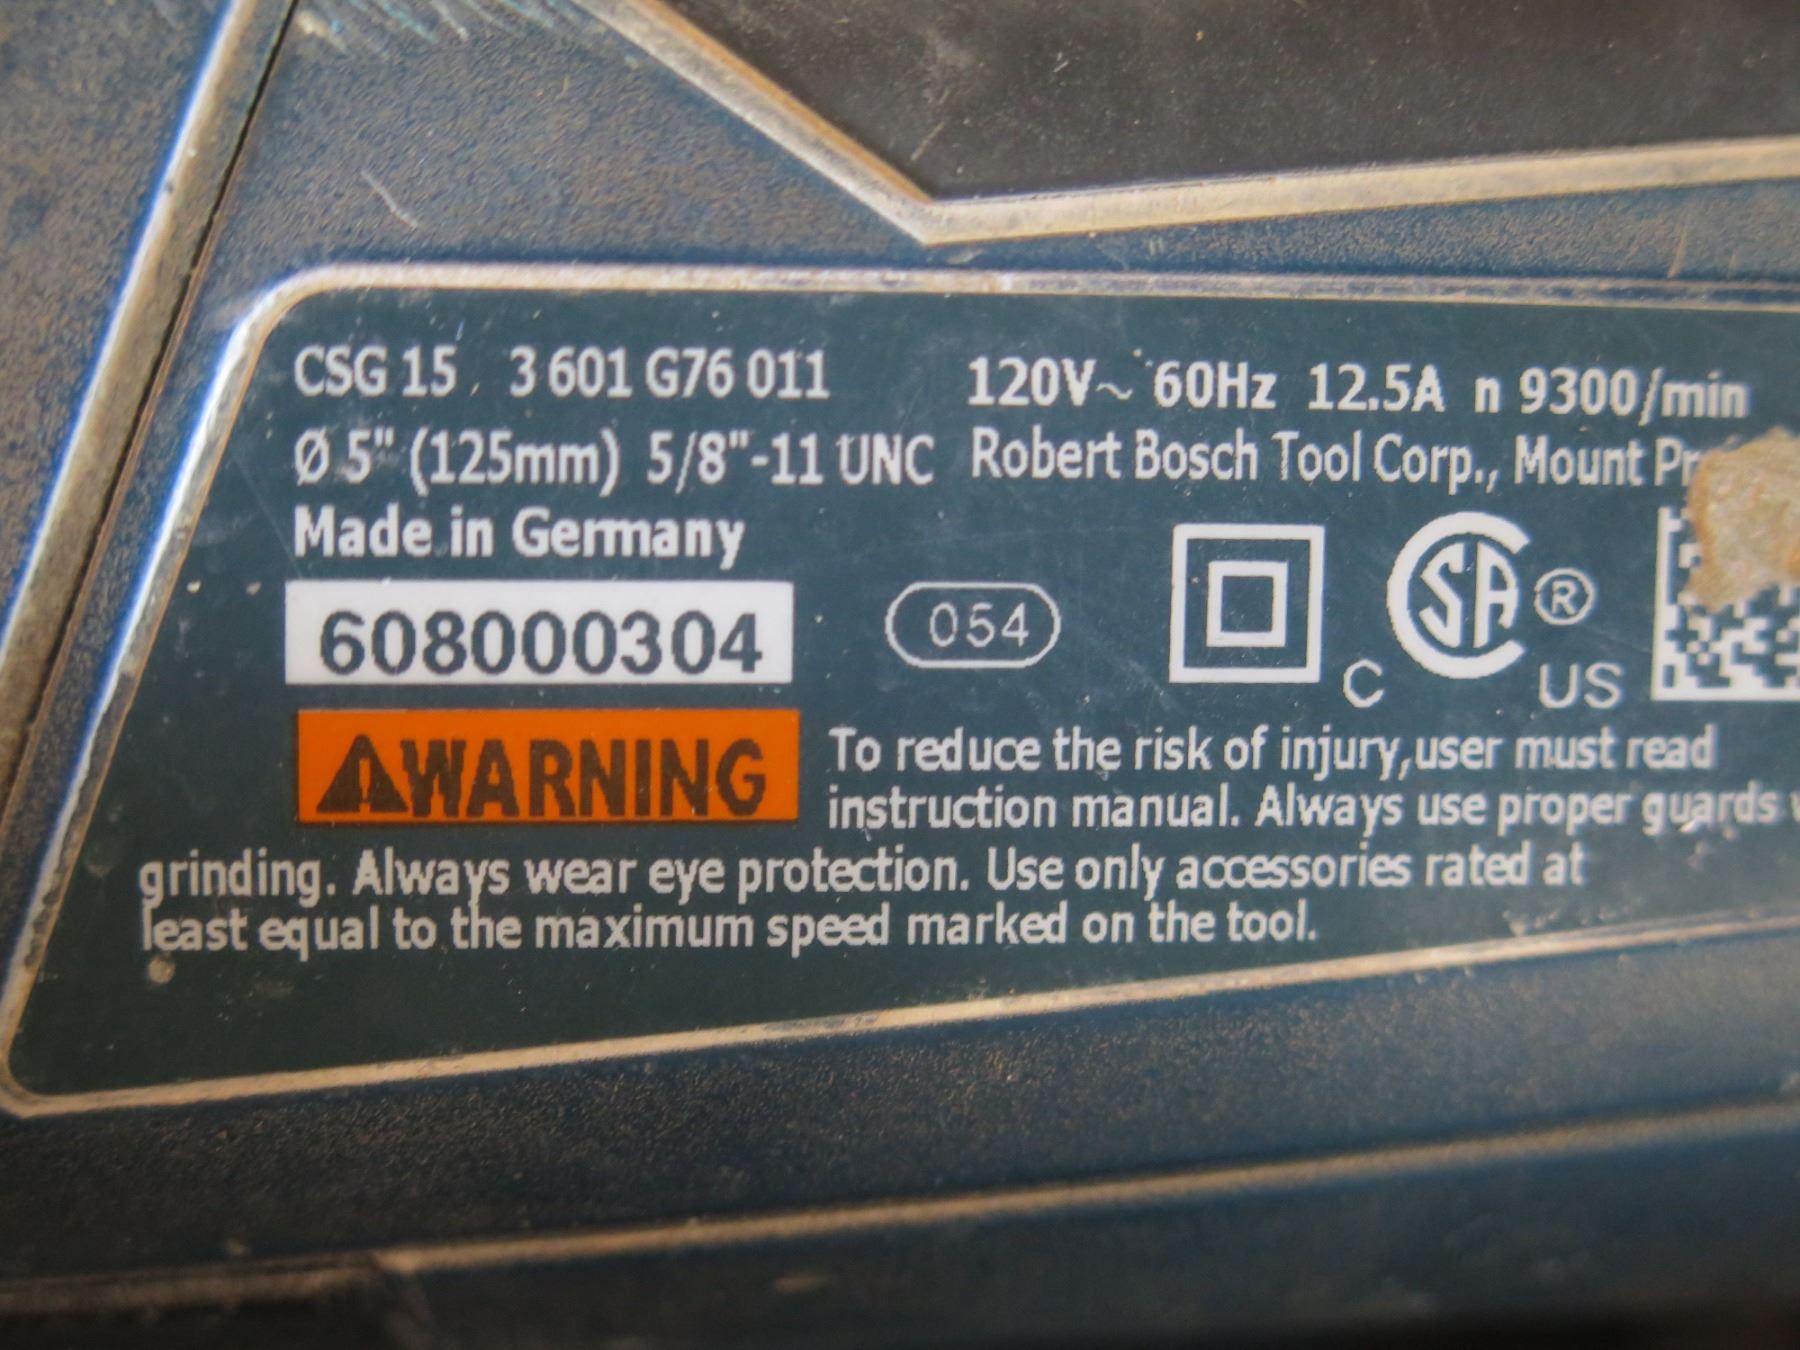 CSG 15 3 601 G76 011 120V~ 60Hz 12.5A n 9300/min
Ø 5" (125mm) 5/8"-11 UNC Robert Bosch Tool Corp., Mount
Made in Germany
608000304 054 C SA ® US
WARNING To reduce the risk of injury,user must read
instruction manual. Always use proper guards
grinding. Always wear eye protection. Use only accessories rated at
least equal to the maximum speed marked on the tool.